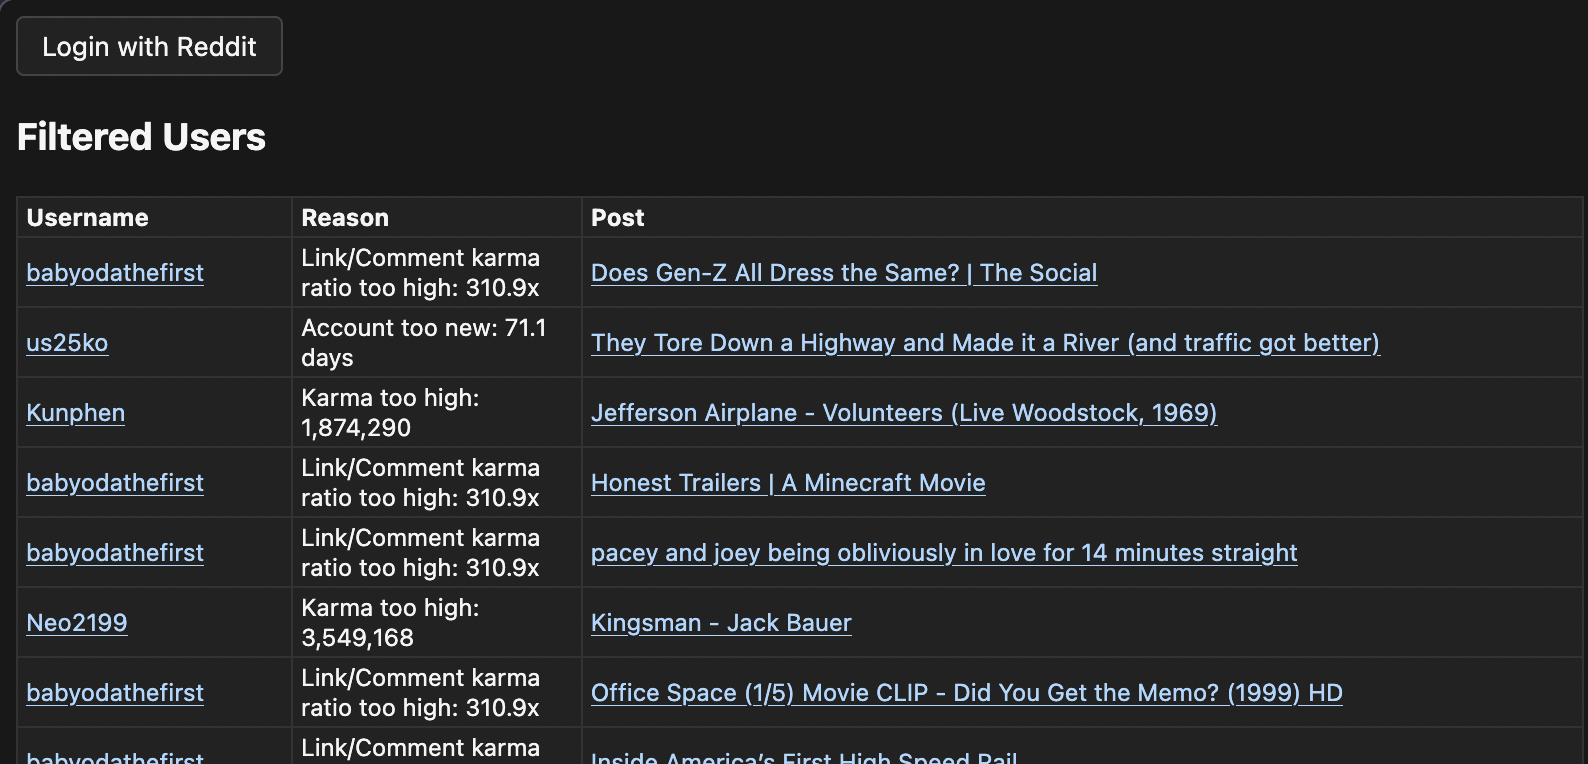 Login with Reddit
Filtered Users
Username Reason Post
babyodathefirst Link/Comment karma ratio too high: 310.9x Does Gen-Z All Dress the Same? | The Social
us25ko Account too new: 71.1 days They Tore Down a Highway and Made it a River (and traffic got better)
Kunphen Karma too high: 1,874,290 Jefferson Airplane - Volunteers (Live Woodstock, 1969)
babyodathefirst Link/Comment karma ratio too high: 310.9x Honest Trailers | A Minecraft Movie
babyodathefirst Link/Comment karma ratio too high: 310.9x pacey and joey being obliviously in love for 14 minutes straight
Neo2199 Karma too high: 3,549,168 Kingsman - Jack Bauer
babyodathefirst Link/Comment karma ratio too high: 310.9x Office Space (1/5) Movie CLIP - Did You Get the Memo? (1999) HD
babyodathefirst Link/Comment karma Inside America's First High Speed Rail